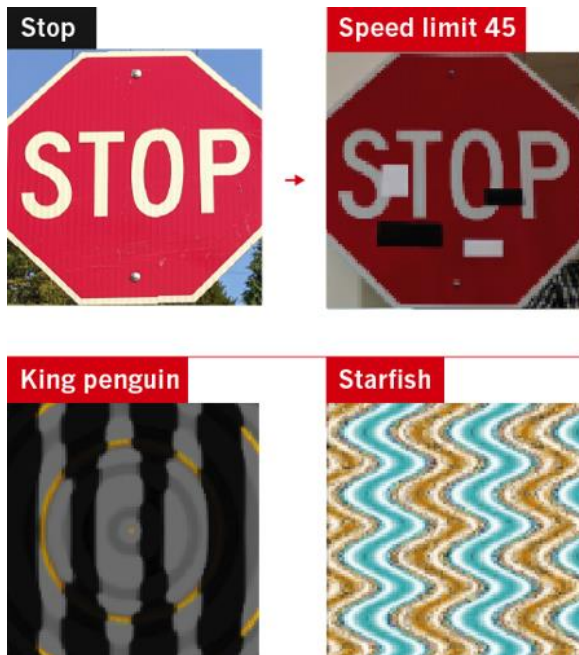 Stop
Speed limit 45
STOP
STOP
King penguin
Starfish